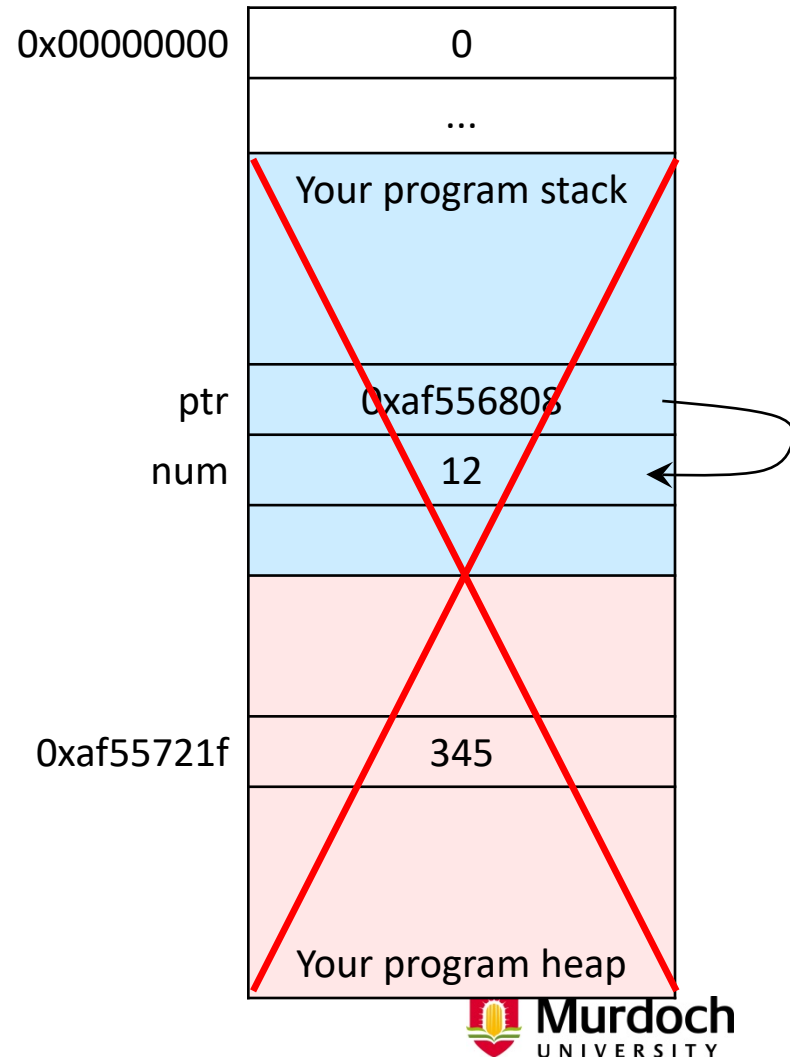 0x00000000 0
...
Your program stack
ptr 0xaf556808
num 12
0xaf55721f 345
Your program heap
Murdoch
UNIVERSITY